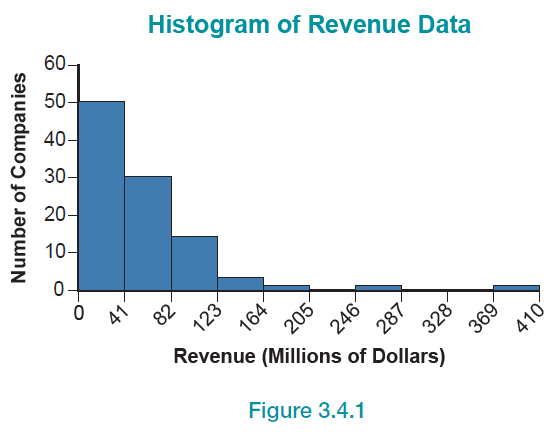 Histogram of Revenue Data
Number of Companies
60
50
40
30
20
10
0
0 41 82 123 164 205 246 287 328 369 410
Revenue (Millions of Dollars)
Figure 3.4.1